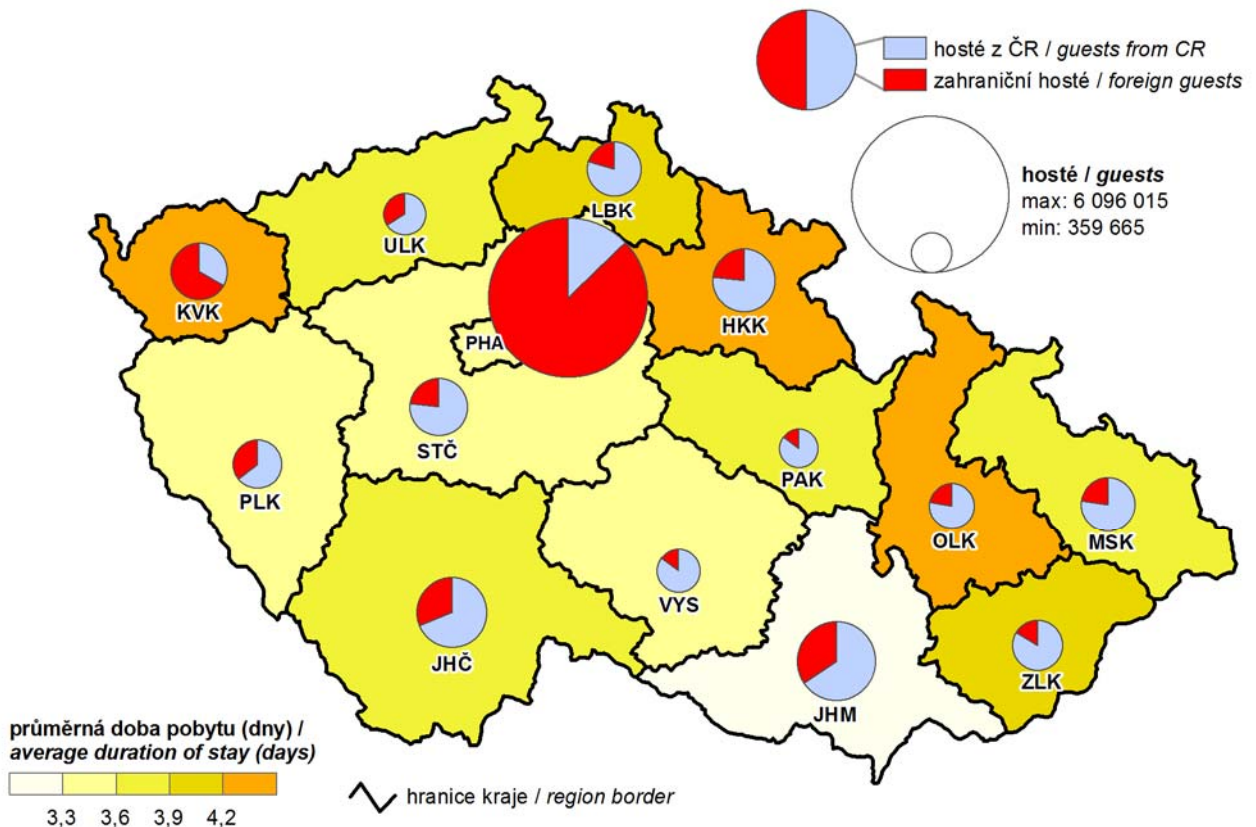 hosté z ČR / guests from CR
zahraniční hosté / foreign guests
hosté / guests
max: 6 096 015
min: 359 665
LBK
ULK
KVK
HKK
PHA
STČ
PAK
PLK
OLK
MSK
VYS
JHČ
ZLK
JHM
průměrná doba pobytu (dny) /
average duration of stay (days)
3,3 3,6 3,9 4,2
hranice kraje / region border